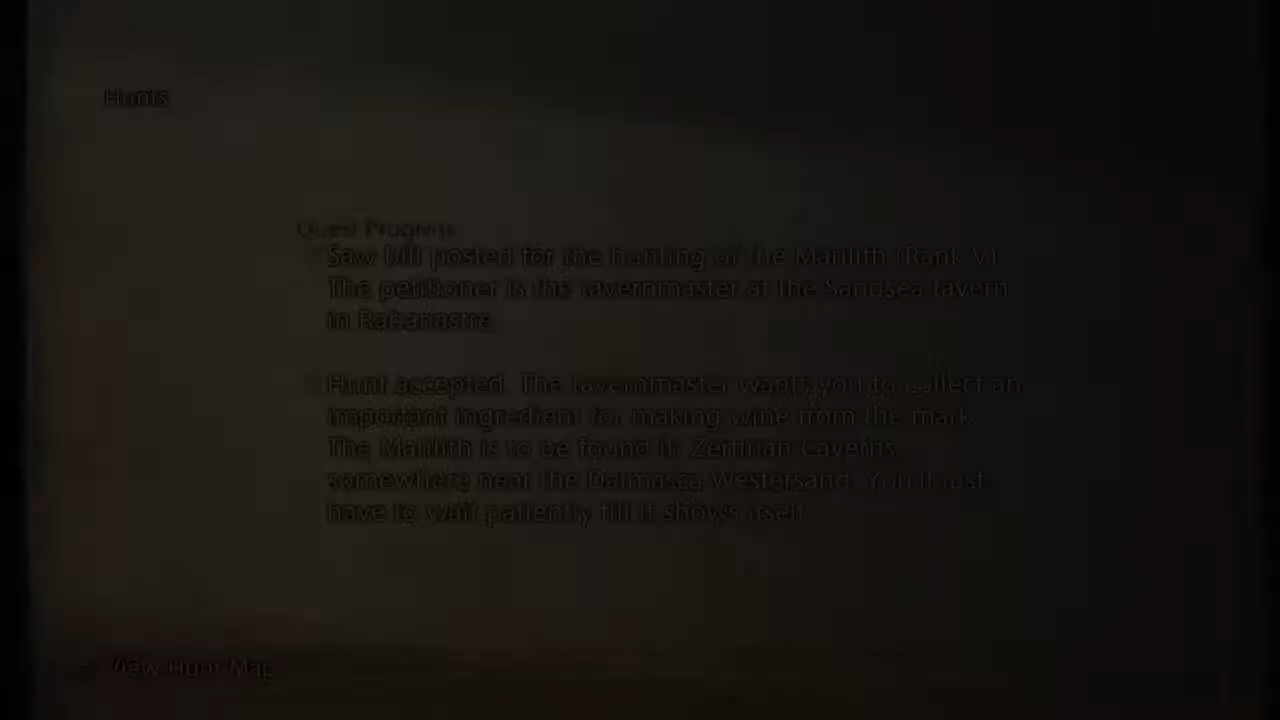 Hunts
Quest Progress
Saw bill posted for the hunting of the Marilith (Rank V).
The petitioner is the tavernmaster at the Sandsea tavern
in Rabanastre.
Hunt accepted. The tavernmaster wants you to collect an
important ingredient for making wine from the mark.
The Marilith is to be found in Zertinan Caverns,
somewhere near the Dalmasca Westersand. You'll just
have to wait patiently till it shows itself.
View Hunt Map